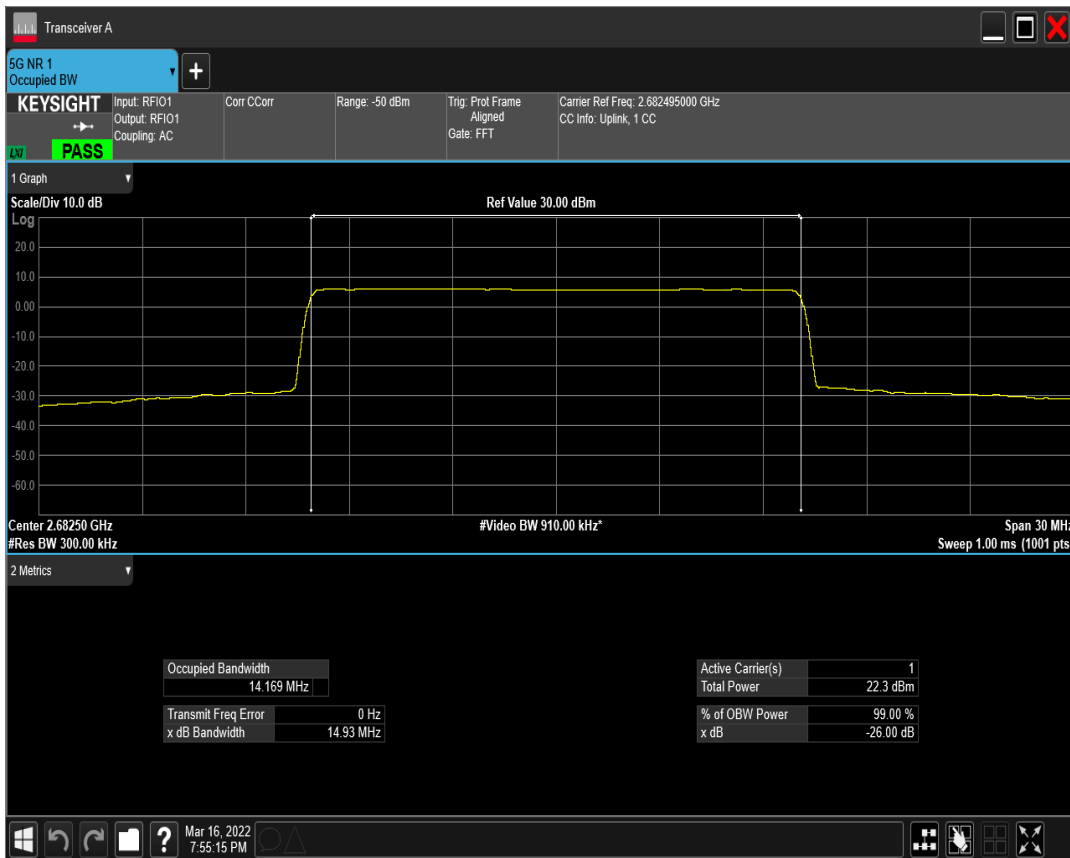 Transceiver A
5G NR 1
Occupied BW
KEYSIGHT
LXI
PASS
Input: RFIO1
Output: RFIO1
Coupling: AC
Corr CCorr
Range: -50 dBm
Trig: Prot Frame
Aligned
Gate: FFT
Carrier Ref Freq: 2.682495000 GHz
CC Info: Uplink, 1 CC
1 Graph
Scale/Div 10.0 dB
Ref Value 30.00 dBm
Log
20.0
10.0
0.00
-10.0
-20.0
-30.0
-40.0
-50.0
-60.0
Center 2.68250 GHz
#Video BW 910.00 kHz*
Span 30 MHz
#Res BW 300.00 kHz
Sweep 1.00 ms (1001 pts
2 Metrics
Occupied Bandwidth
14.169 MHz
Transmit Freq Error 0 Hz
x dB Bandwidth 14.93 MHz
Active Carrier(s) 1
Total Power 22.3 dBm
% of OBW Power 99.00 %
x dB -26.00 dB
?
Mar 16, 2022
7:55:15 PM